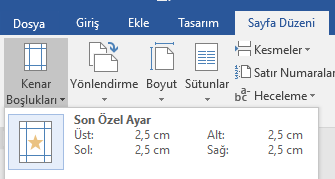 Dosya Giriş Ekle Tasarım Sayfa Düzeni
Kenar Boşlukları
Yönlendirme
Boyut
Sütunlar
Kesmeler
Satır Numaralar
Heceleme
Son Özel Ayar
Üst: 2,5 cm Alt: 2,5 cm
Sol: 2,5 cm Sağ: 2,5 cm